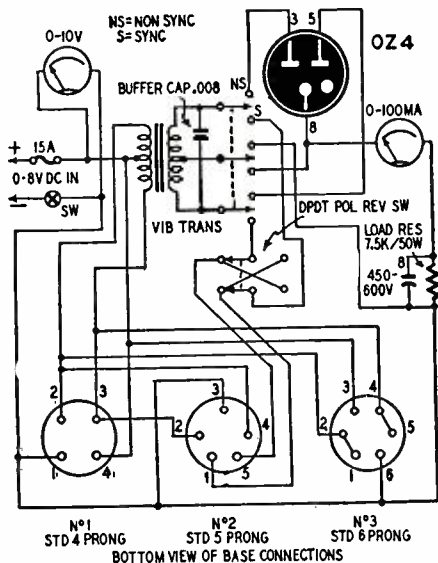 NS=NON SYNC
S=SYNC
3 5
OZ4
0-10V
BUFFER CAP .008
NS
S
8
0-100MA
+ 15A
0-8V DC IN
- SW
VIB TRANS
DPDT POL REV SW
LOAD RES
7.5K/50W
8
450-
600V
2 3
1 4
3
2 4
1 5
3 4
2 5
1 6
Nº1
STD 4 PRONG
Nº2
STD 5 PRONG
Nº3
STD 6 PRONG
BOTTOM VIEW OF BASE CONNECTIONS